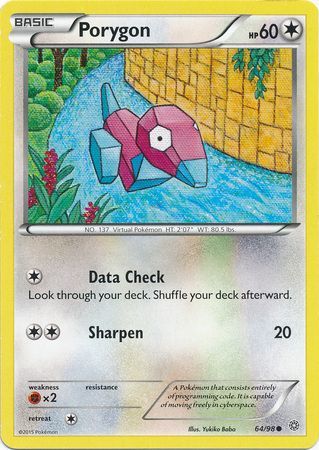 BASIC
Porygon
HP60
NO. 137 Virtual Pokémon HT: 2'07" WT: 80.5 lbs.
Data Check
Look through your deck. Shuffle your deck afterward.
Sharpen 20
weakness resistance
×2
retreat
A Pokémon that consists entirely
of programming code. It is capable
of moving freely in cyberspace.
©2015 Pokémon
Illus. Yukiko Baba
64/98